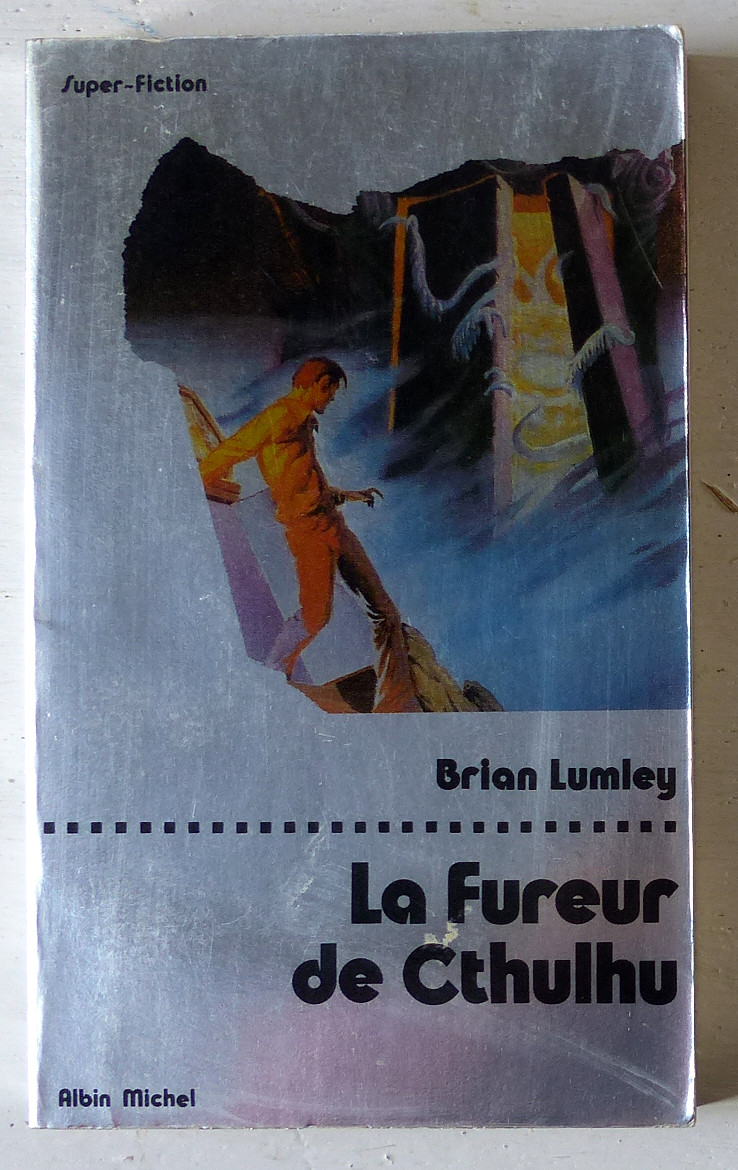 Super-Fiction
Brian Lumley
La Fureur
de Cthulhu
Albin Michel